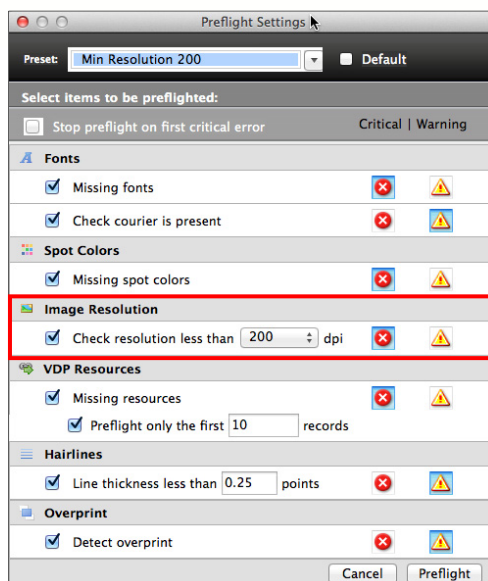 Preflight Settings
Preset: Min Resolution 200 Default
Select items to be preflighted:
Stop preflight on first critical error Critical | Warning
Fonts
Missing fonts
Check courier is present
Spot Colors
Missing spot colors
Image Resolution
Check resolution less than 200 dpi
VDP Resources
Missing resources
Preflight only the first 10 records
Hairlines
Line thickness less than 0.25 points
Overprint
Detect overprint
Cancel Preflight